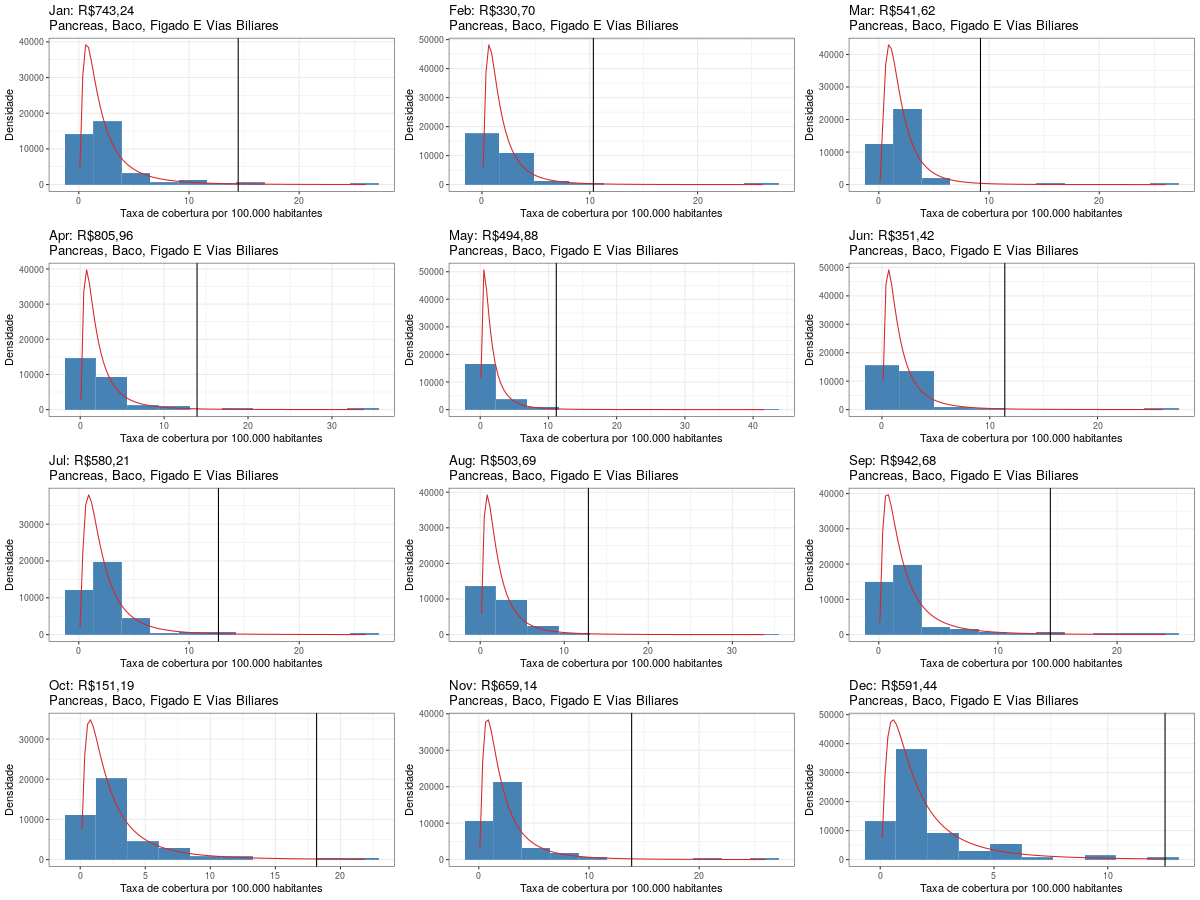 Jan: R$743,24
Pancreas, Baco, Figado E Vias Biliares
Densidade
40000
30000
20000
10000
0
0 10 20
Taxa de cobertura por 100.000 habitantes
Feb: R$330,70
Pancreas, Baco, Figado E Vias Biliares
Densidade
50000
40000
30000
20000
10000
0
0 10 20
Taxa de cobertura por 100.000 habitantes
Mar: R$541,62
Pancreas, Baco, Figado E Vias Biliares
Densidade
40000
30000
20000
10000
0
0 10 20
Taxa de cobertura por 100.000 habitantes
Apr: R$805,96
Pancreas, Baco, Figado E Vias Biliares
Densidade
40000
30000
20000
10000
0
0 10 20 30
Taxa de cobertura por 100.000 habitantes
May: R$494,88
Pancreas, Baco, Figado E Vias Biliares
Densidade
50000
40000
30000
20000
10000
0
0 10 20 30 40
Taxa de cobertura por 100.000 habitantes
Jun: R$351,42
Pancreas, Baco, Figado E Vias Biliares
Densidade
50000
40000
30000
20000
10000
0
0 10 20
Taxa de cobertura por 100.000 habitantes
Jul: R$580,21
Pancreas, Baco, Figado E Vias Biliares
Densidade
30000
20000
10000
0
0 10 20
Taxa de cobertura por 100.000 habitantes
Aug: R$503,69
Pancreas, Baco, Figado E Vias Biliares
Densidade
40000
30000
20000
10000
0
0 10 20 30
Taxa de cobertura por 100.000 habitantes
Sep: R$942,68
Pancreas, Baco, Figado E Vias Biliares
Densidade
40000
30000
20000
10000
0
0 10 20
Taxa de cobertura por 100.000 habitantes
Oct: R$151,19
Pancreas, Baco, Figado E Vias Biliares
Densidade
30000
20000
10000
0
0 5 10 15 20
Taxa de cobertura por 100.000 habitantes
Nov: R$659,14
Pancreas, Baco, Figado E Vias Biliares
Densidade
40000
30000
20000
10000
0
0 10 20
Taxa de cobertura por 100.000 habitantes
Dec: R$591,44
Pancreas, Baco, Figado E Vias Biliares
Densidade
50000
40000
30000
20000
10000
0
0 5 10
Taxa de cobertura por 100.000 habitantes